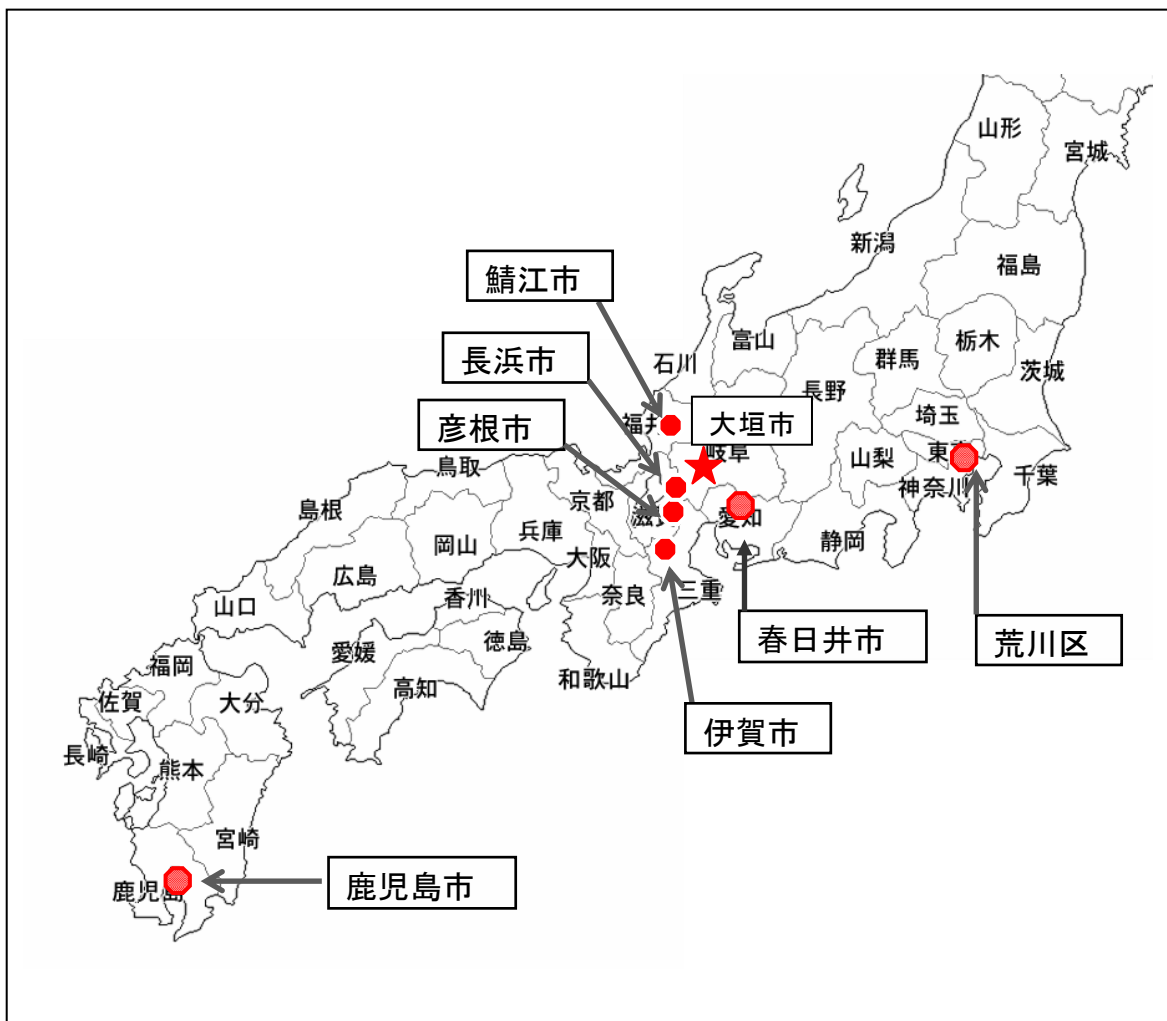 山形
宮城
新潟
福島
鯖江市
富山
栃木
石川
群馬
茨城
長浜市
長野
埼玉
福井
大垣市
彦根市
岐阜
山梨
東京
千葉
鳥取
神奈川
京都
島根
滋賀
愛知
兵庫
岡山
静岡
大阪
広島
奈良
三重
香川
山口
徳島
春日井市
荒川区
愛媛
福岡
和歌山
高知
佐賀
大分
伊賀市
長崎
熊本
宮崎
鹿児島
鹿児島市